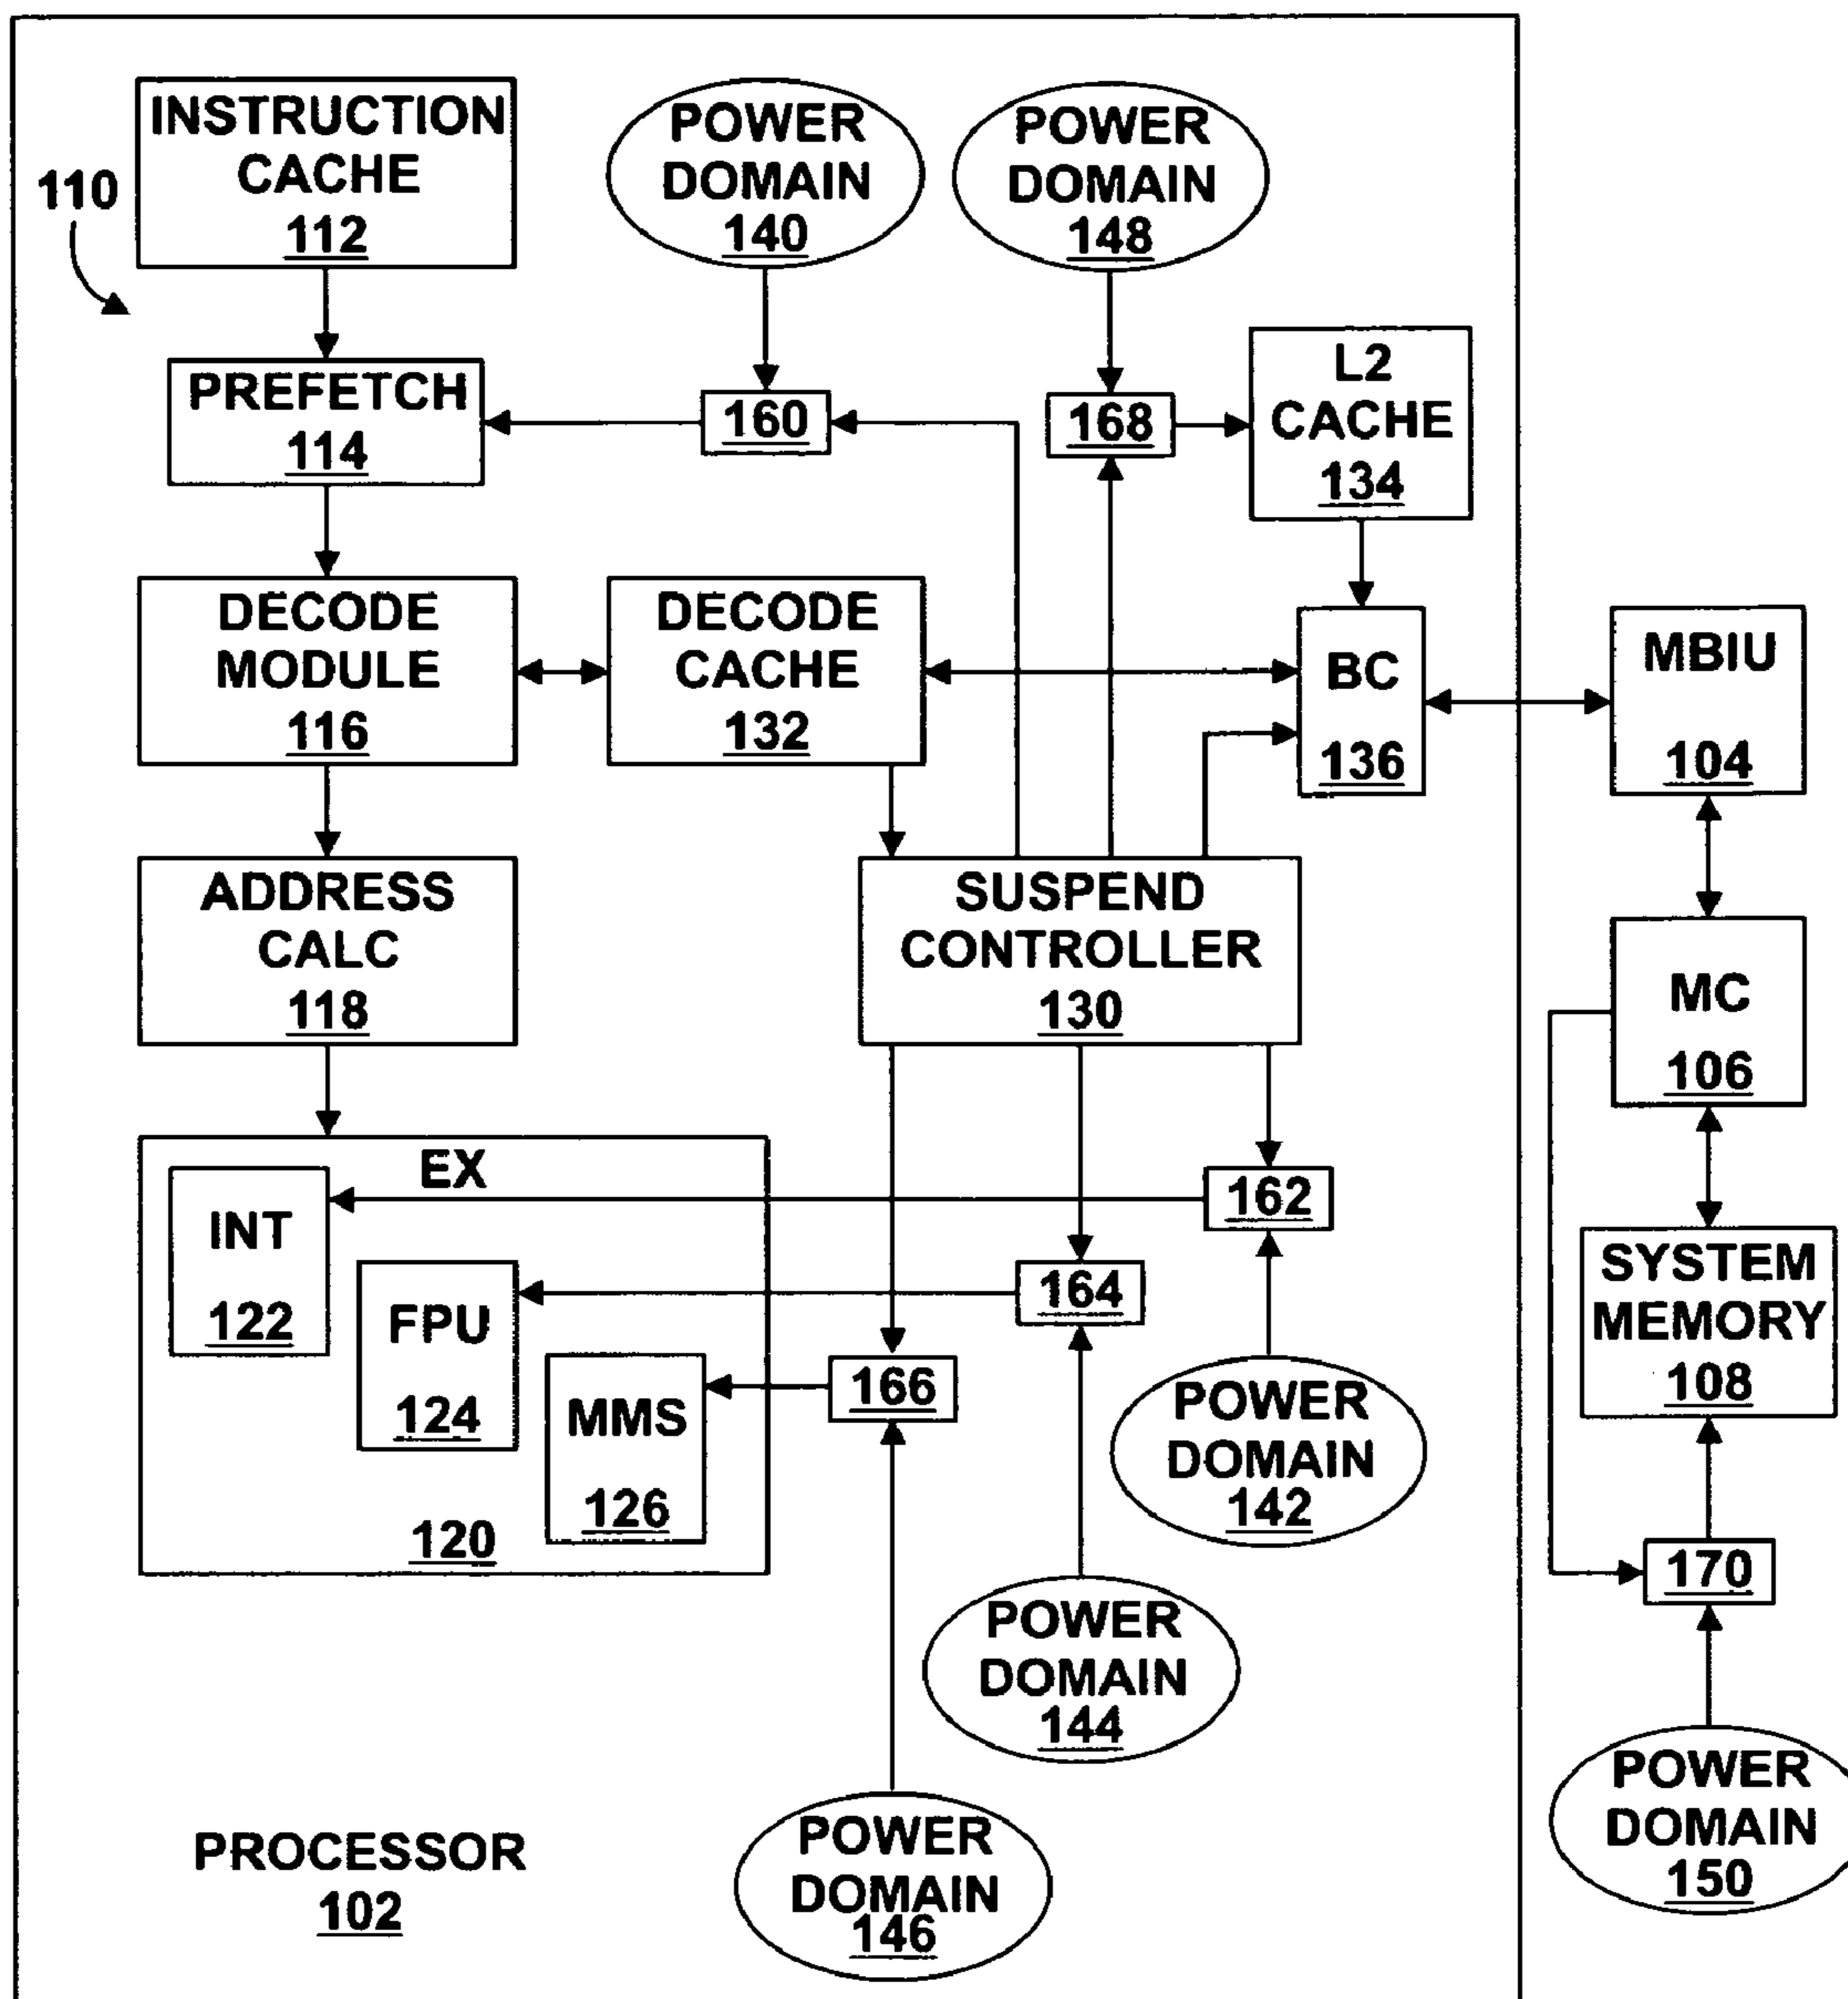 INSTRUCTION
CACHE
112
POWER
DOMAIN
140
POWER
DOMAIN
148
110
PREFETCH
114
160
168
L2
CACHE
134
DECODE
MODULE
116
DECODE
CACHE
132
BC
136
MBIU
104
ADDRESS
CALC
118
SUSPEND
CONTROLLER
130
MC
106
EX
INT
122
FPU
124
MMS
126
120
162
164
166
POWER
DOMAIN
142
SYSTEM
MEMORY
108
170
POWER
DOMAIN
144
POWER
DOMAIN
146
POWER
DOMAIN
150
PROCESSOR
102